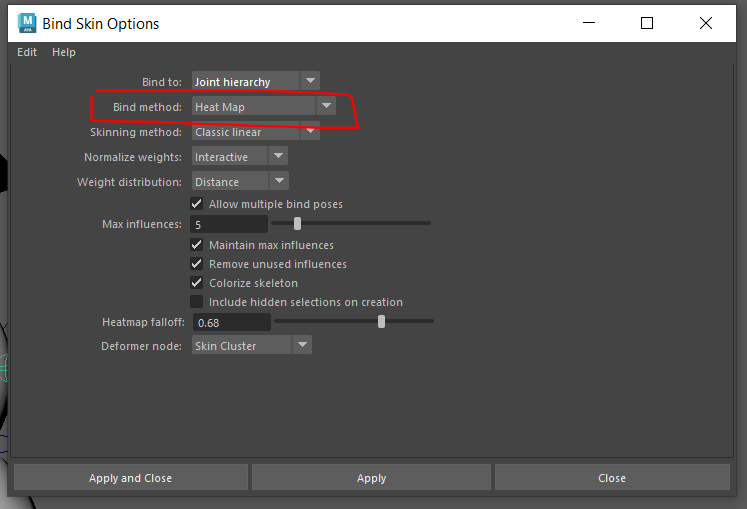 M
AFA
Bind Skin Options
Edit Help
Bind to: Joint hierarchy
Bind method: Heat Map
Skinning method: Classic linear
Normalize weights: Interactive
Weight distribution: Distance
Allow multiple bind poses
Max influences: 5
Maintain max influences
Remove unused influences
Colorize skeleton
Include hidden selections on creation
Heatmap falloff: 0.68
Deformer node: Skin Cluster
Apply and Close Apply Close